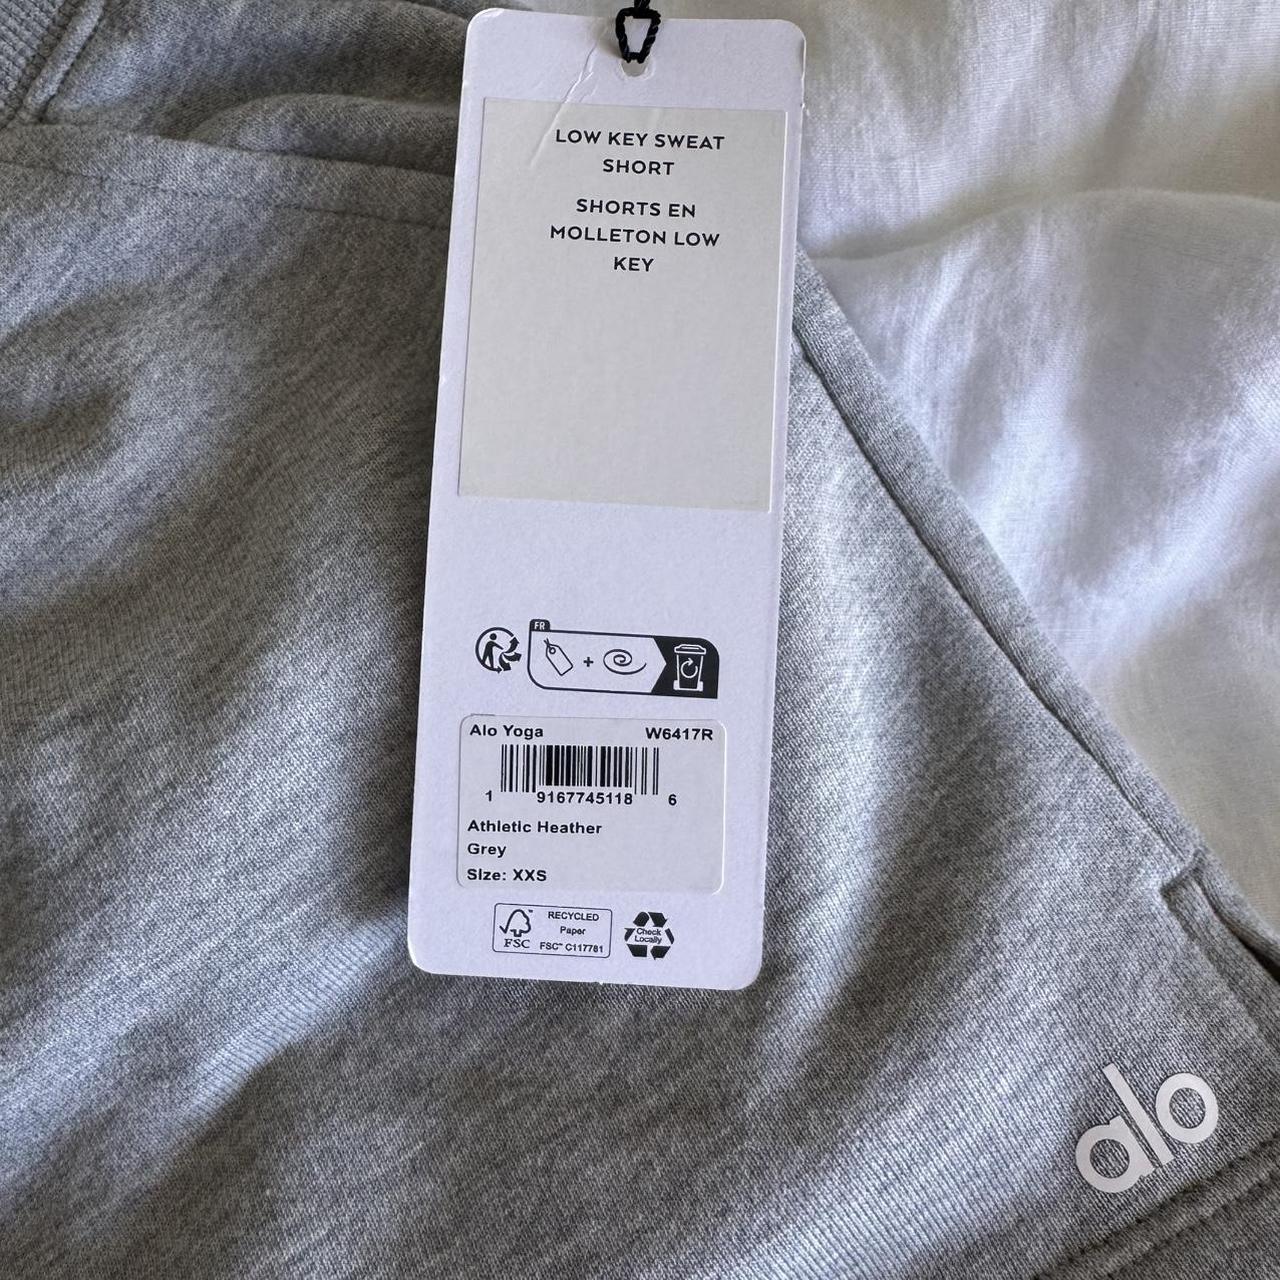 LOW KEY SWEAT
SHORT
SHORTS EN
MOLLETON LOW
KEY
FR
+
Alo Yoga W6417R
1 9167745118 6
Athletic Heather
Grey
Size: XXS
FSC
RECYCLED
Paper
FSC™ C117781
Check
Locally
alo